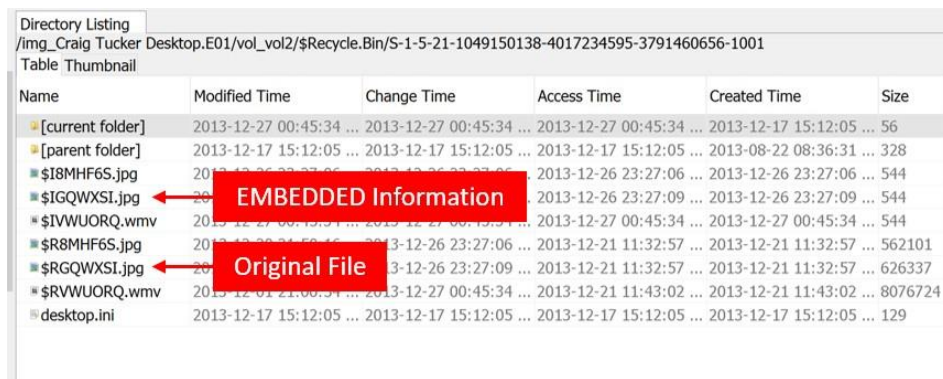 Directory Listing
/img_Craig Tucker Desktop.E01/vol_vol2/$Recycle.Bin/S-1-5-21-1049150138-4017234595-3791460656-1001
Table Thumbnail
Name Modified Time Change Time Access Time Created Time Size
[current folder] 2013-12-27 00:45:34 ... 2013-12-27 00:45:34 ... 2013-12-27 00:45:34 ... 2013-12-17 15:12:05 ... 56
[parent folder] 2013-12-17 15:12:05 ... 2013-12-17 15:12:05 ... 2013-12-17 15:12:05 ... 2013-08-22 08:36:31 ... 328
$I8MHF6S.jpg 2013-12-26 23:27:06 ... 2013-12-26 23:27:06 ... 544
$IGQWXSI.jpg EMBEDDED Information 2013-12-26 23:27:09 ... 2013-12-26 23:27:09 ... 544
$IVWUORQ.wmv 2013-12-27 00:45:34 ... 2013-12-27 00:45:34 ... 544
$R8MHF6S.jpg 3-12-26 23:27:06 ... 2013-12-21 11:32:57 ... 2013-12-21 11:32:57 ... 562101
$RGQWXSI.jpg Original File 3-12-26 23:27:09 ... 2013-12-21 11:32:57 ... 2013-12-21 11:32:57 ... 626337
$RVWUORQ.wmv 3-12-27 00:45:34 ... 2013-12-21 11:43:02 ... 2013-12-21 11:43:02 ... 8076724
desktop.ini 2013-12-17 15:12:05 ... 2013-12-17 15:12:05 ... 2013-12-17 15:12:05 ... 2013-12-17 15:12:05 ... 129